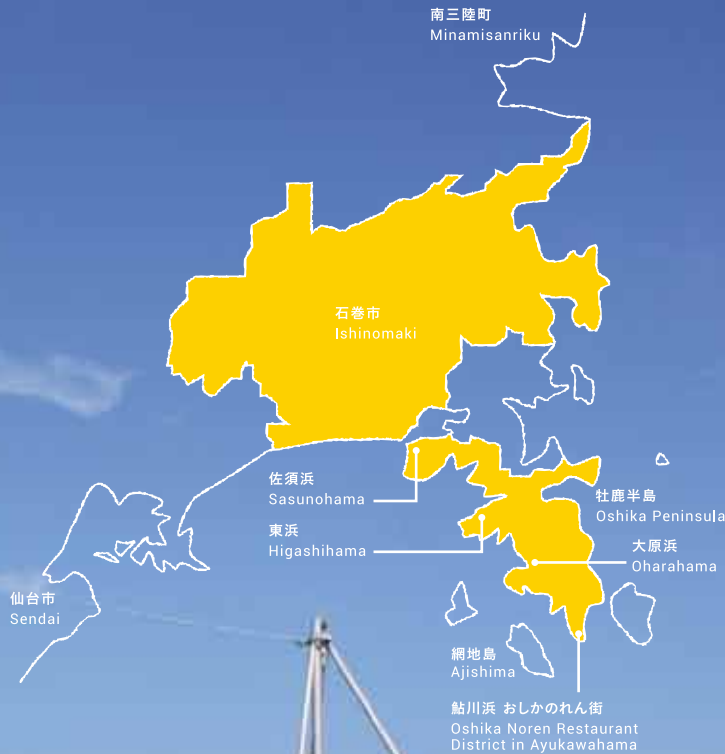 南三陸町
Minamisanriku
石巻市
Ishinomaki
佐須浜
Sasunohama
東浜
Higashihama
牡鹿半島
Oshika Peninsula
大原浜
Oharahama
仙台市
Sendai
網地島
Ajishima
鮎川浜 おしかのれん街
Oshika Noren Restaurant
District in Ayukawahama